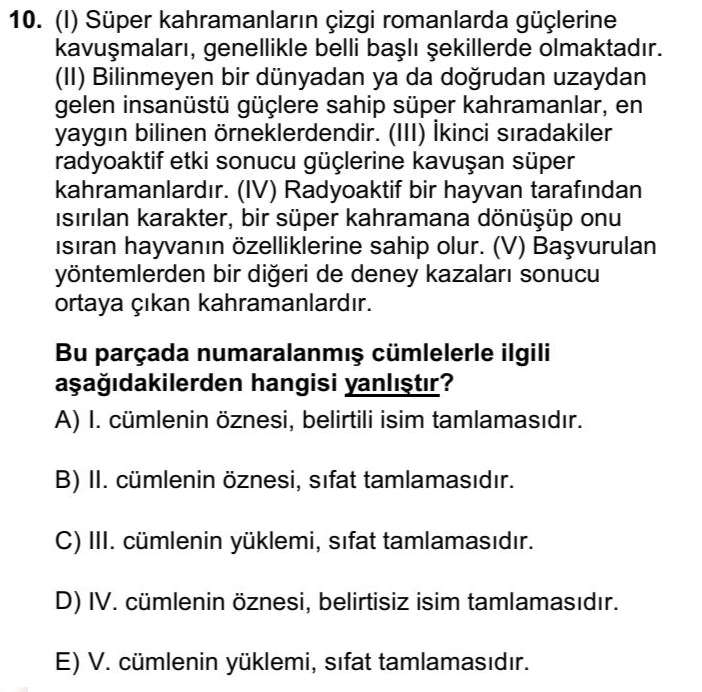 10. (I) Süper kahramanların çizgi romanlarda güçlerine
kavuşmaları, genellikle belli başlı şekillerde olmaktadır.
(II) Bilinmeyen bir dünyadan ya da doğrudan uzaydan
gelen insanüstü güçlere sahip süper kahramanlar, en
yaygın bilinen örneklerdendir. (III) İkinci sıradakiler
radyoaktif etki sonucu güçlerine kavuşan süper
kahramanlardır. (IV) Radyoaktif bir hayvan tarafından
ısırılan karakter, bir süper kahramana dönüşüp onu
ısıran hayvanın özelliklerine sahip olur. (V) Başvurulan
yöntemlerden bir diğeri de deney kazaları sonucu
ortaya çıkan kahramanlardır.
Bu parçada numaralanmış cümlelerle ilgili
aşağıdakilerden hangisi yanlıştır?
A) I. cümlenin öznesi, belirtili isim tamlamasıdır.
B) II. cümlenin öznesi, sıfat tamlamasıdır.
C) III. cümlenin yüklemi, sıfat tamlamasıdır.
D) IV. cümlenin öznesi, belirtisiz isim tamlamasıdır.
E) V. cümlenin yüklemi, sıfat tamlamasıdır.